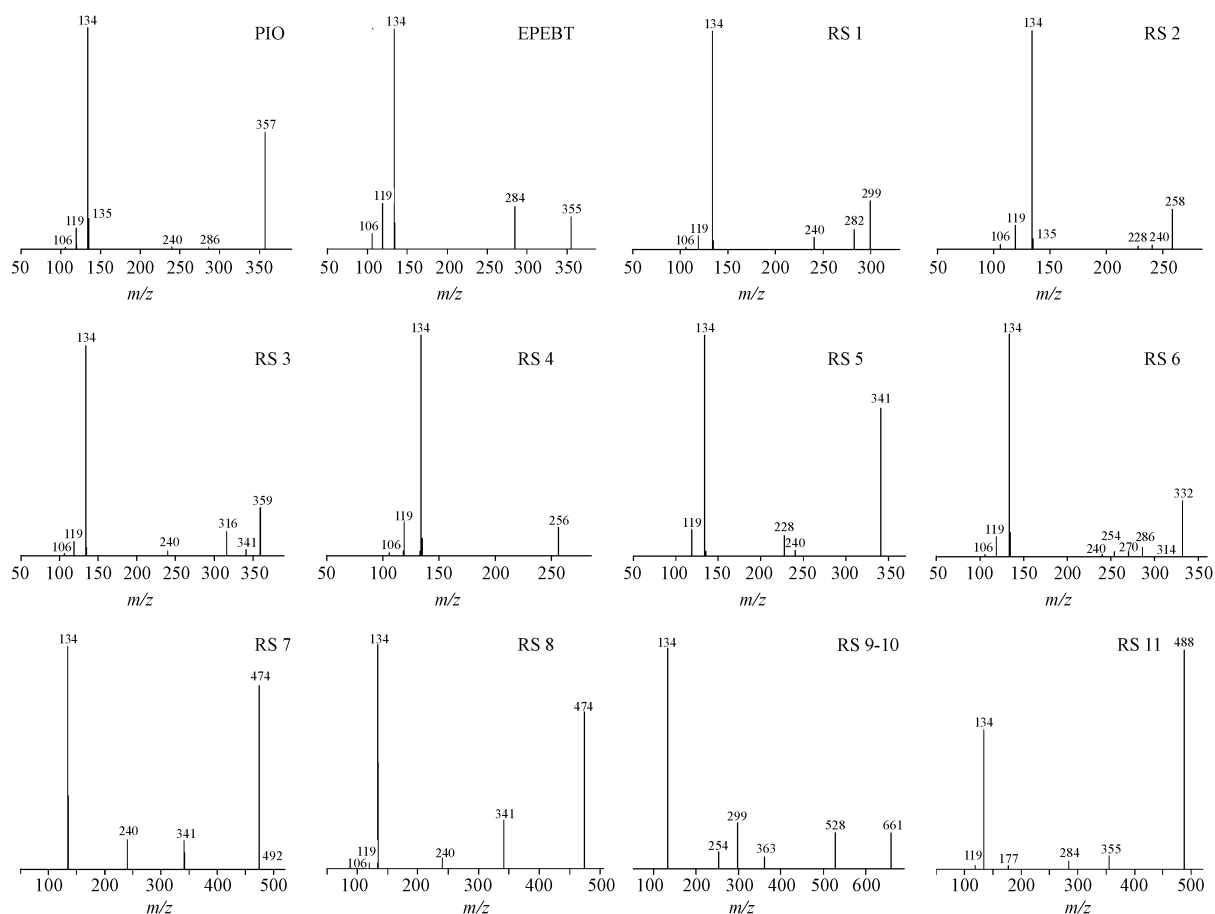 134
PIO
357
119
135
106
240
286
50 100 150 200 250 300 350
m/z
134
EPEBT
119
106
284
355
50 100 150 200 250 300 350
m/z
134
RS 1
299
282
240
119
106
50 100 150 200 250 300
m/z
134
RS 2
258
119
106
135
228
240
50 100 150 200 250
m/z
134
RS 3
359
316
119
106
240
341
50 100 150 200 250 300 350
m/z
134
RS 4
119
106
256
50 100 150 200 250
m/z
134
RS 5
341
119
228
240
50 100 150 200 250 300
m/z
134
RS 6
332
119
106
240
254
270
286
314
50 100 150 200 250 300 350
m/z
134
RS 7
474
240
341
492
100 200 300 400 500
m/z
134
RS 8
474
341
119
106
240
100 200 300 400 500
m/z
134
RS 9-10
299
254
363
528
661
100 200 300 400 500 600
m/z
488
RS 11
134
119
177
284
355
100 200 300 400 500
m/z